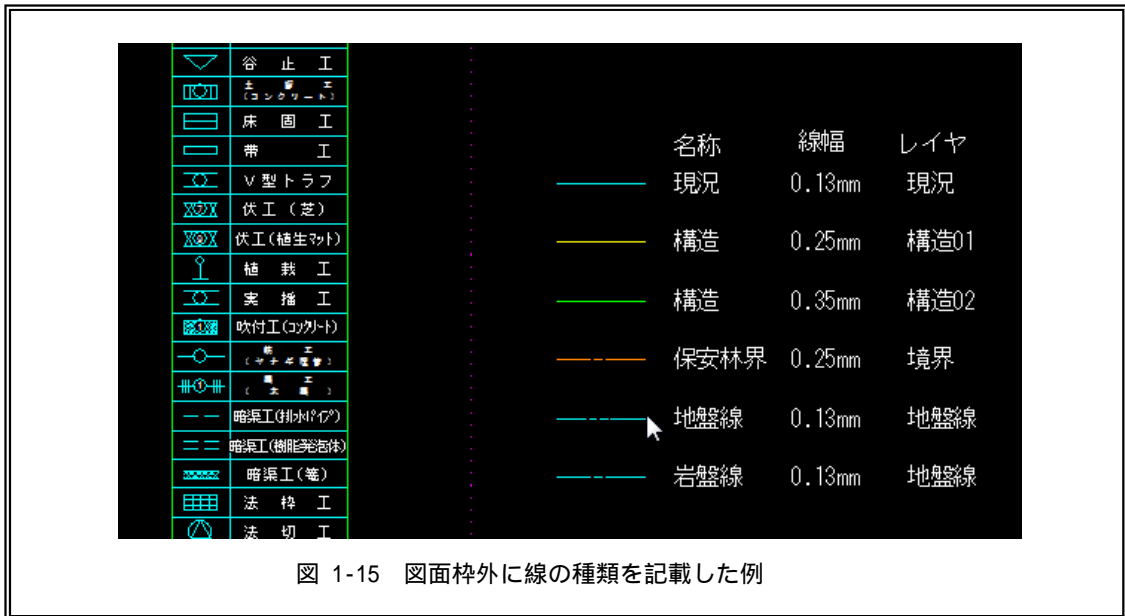 谷止工
土留工
(コンクリート)
床固工
帯工
V型トラフ
伏工(芝)
伏工(植生マット)
植栽工
実播工
吹付工(コンクリート)
暗渠工(排水パイプ)
暗渠工(樹脂発泡体)
暗渠工(篭)
法枠工
法切工
名称 線幅 レイヤ
現況 0.13mm 現況
構造 0.25mm 構造01
構造 0.35mm 構造02
保安林界 0.25mm 境界
地盤線 0.13mm 地盤線
岩盤線 0.13mm 地盤線
図 1-15 図面枠外に線の種類を記載した例